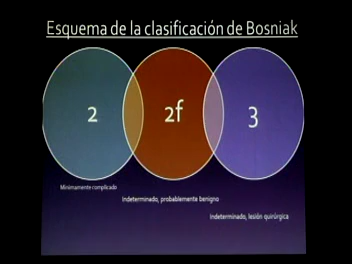 Esquema de la clasificación de Bosniak
2 2f 3
Mínimamente complicado
Indeterminado, probablemente benigno
Indeterminado, lesión quirúrgica